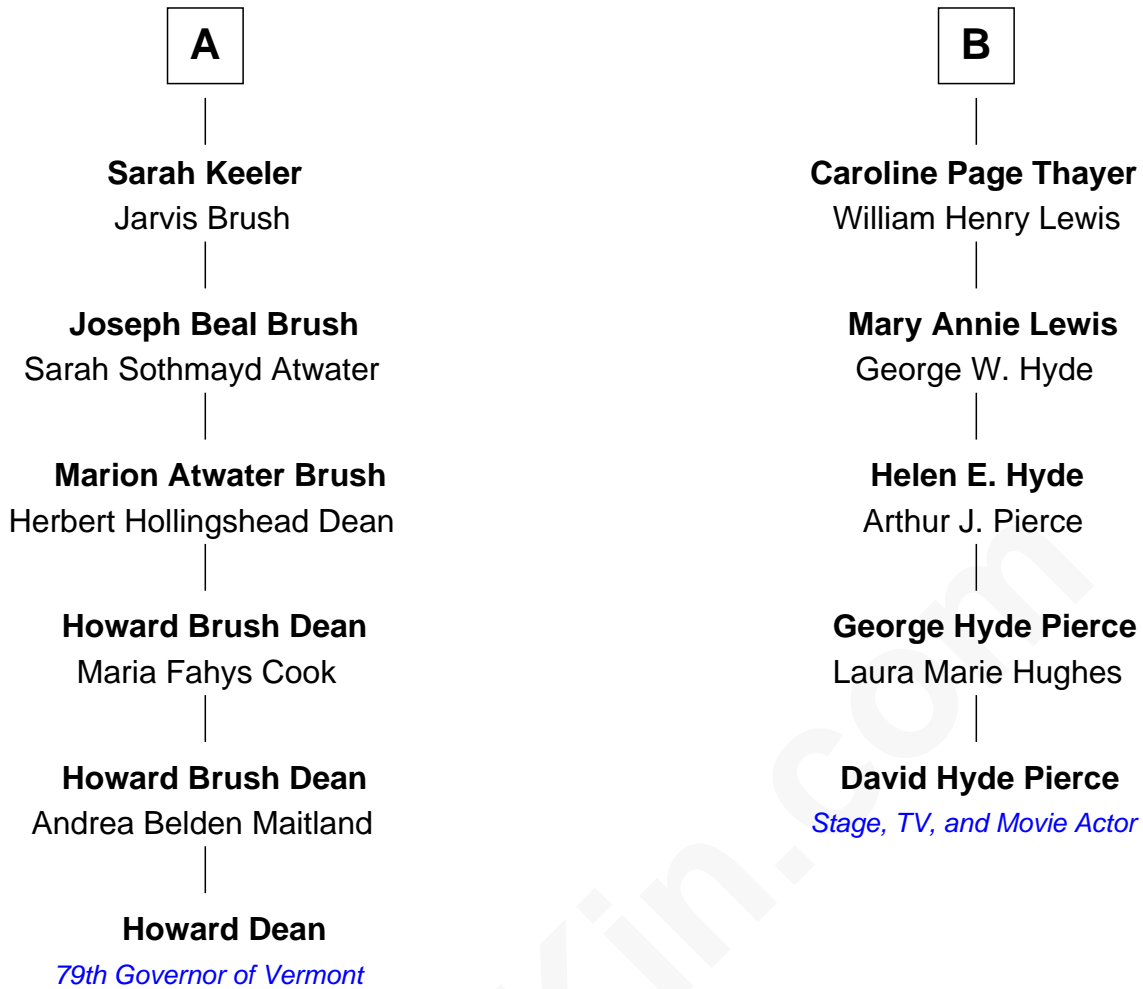 A
Sarah Keeler
Jarvis Brush
Joseph Beal Brush
Sarah Sothmayd Atwater
Marion Atwater Brush
Herbert Hollingshead Dean
Howard Brush Dean
Maria Fahys Cook
Howard Brush Dean
Andrea Belden Maitland
Howard Dean
79th Governor of Vermont
B
Caroline Page Thayer
William Henry Lewis
Mary Annie Lewis
George W. Hyde
Helen E. Hyde
Arthur J. Pierce
George Hyde Pierce
Laura Marie Hughes
David Hyde Pierce
Stage, TV, and Movie Actor
Kin.com